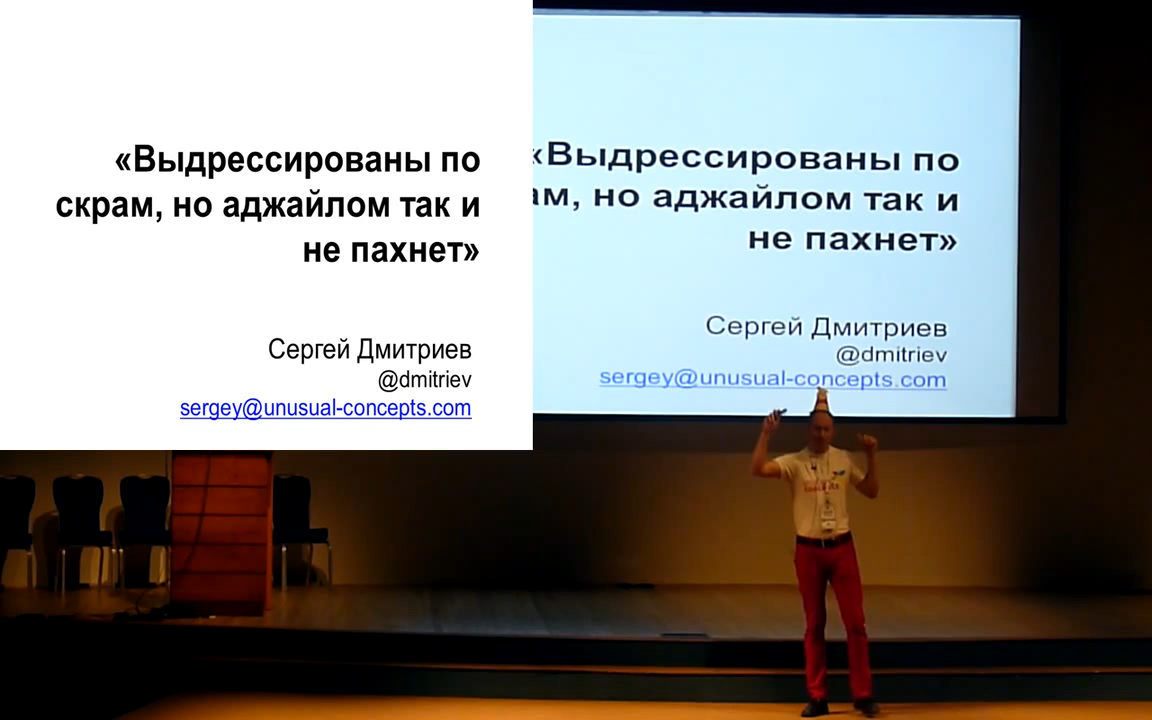 «Выдрессированы по
скрам, но аджайлом так и
не пахнет»
Сергей Дмитриев
@dmitriev
sergey@unusual-concepts.com
«Выдрессированы по
ам, но аджайлом так и
не пахнет»
Сергей Дмитриев
@dmitriev
sergey@unusual-concepts.com